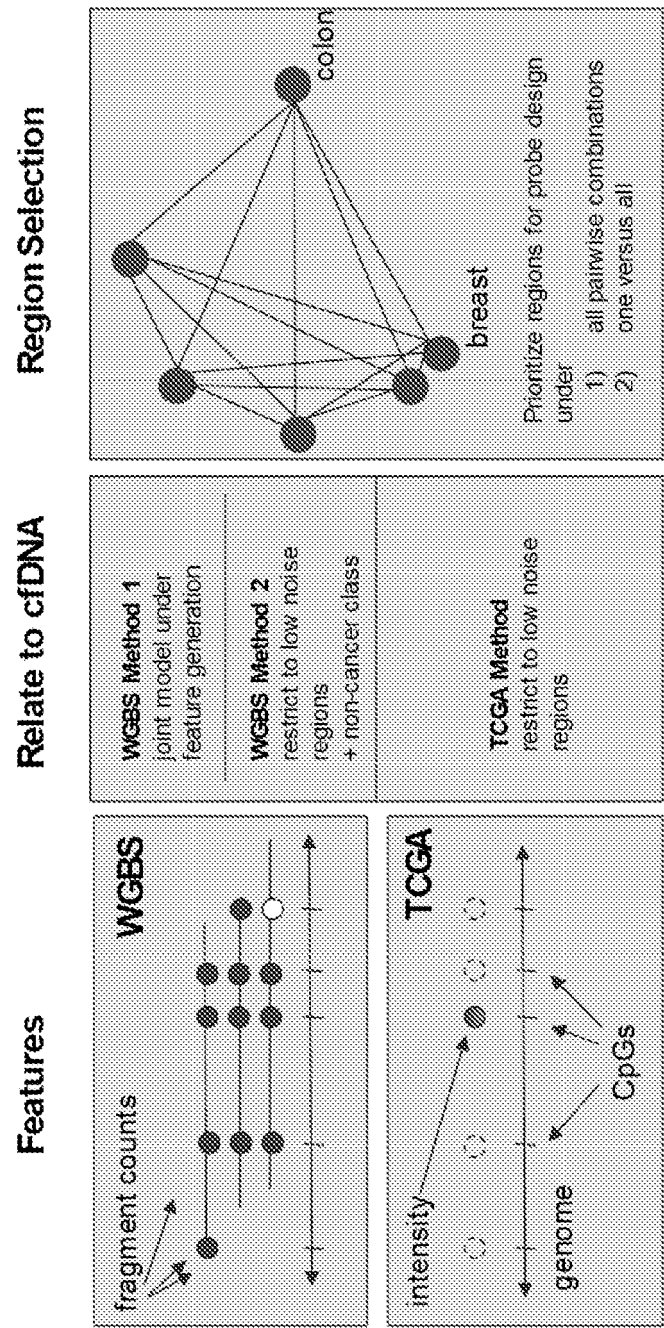 Features
Relate to cfDNA
Region Selection
fragment counts
WGBS
intensity
TCGA
genome
CpGs
WGBS Method 1
joint model under
feature generation
WGBS Method 2
restrict to low noise
regions
+ non-cancer class
TCGA Method
restrict to low noise
regions
colon
breast
Prioritize regions for probe design
under
1) all pairwise combinations
2) one versus all